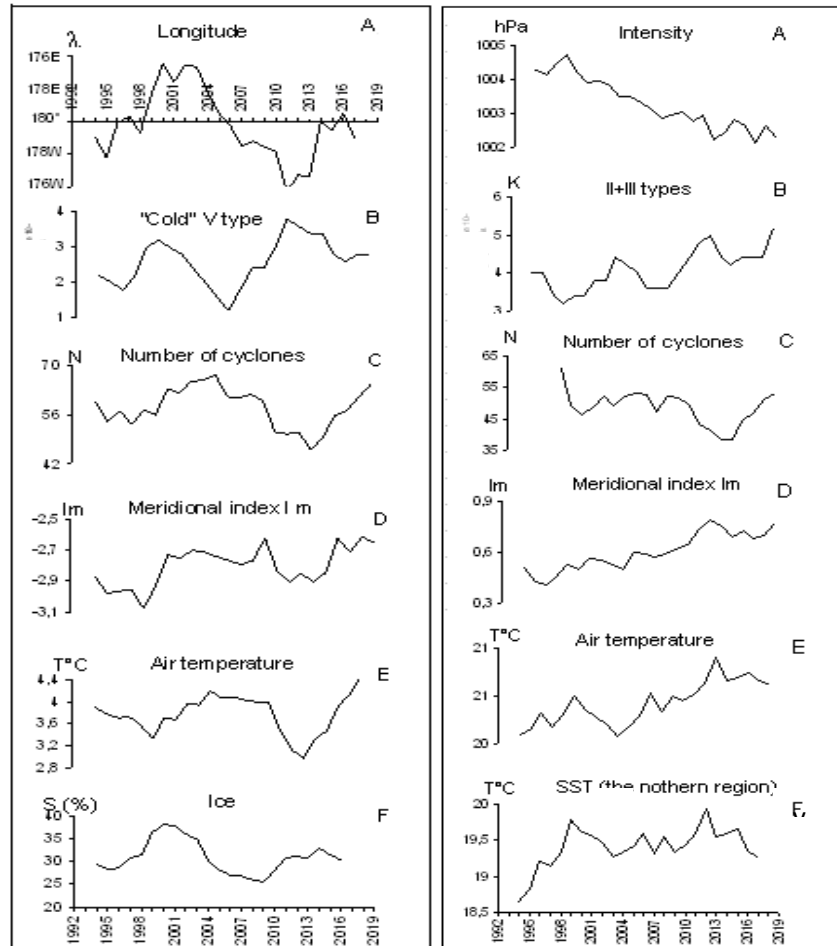 Longitude A
λ.
176E
178E
180°
178W
176W
1992 1995 1998 2001 2004 2007 2010 2013 2016 2019
"Cold" V type B
4
3
2
1
N Number of cyclones C
70
56
42
Im Meridional index I m D
-2,5
-2,7
-2,9
-3,1
T°C Air temperature E
4,4
4
3,6
3,2
2,8
S (%) Ice F
40
35
30
25
20
1992 1995 1998 2001 2004 2007 2010 2013 2016 2019
hPa Intensity A
1005
1004
1003
1002
K II+III types B
6
5
4
3
N Number of cyclones C
65
55
45
35
Im Meridional index Im D
0,9
0,6
0,3
T°C Air temperature E
21
21
20
20
T°C SST (the nothern region)
20
19,5
19
18,5
1992 1995 1998 2001 2004 2007 2010 2013 2016 2019